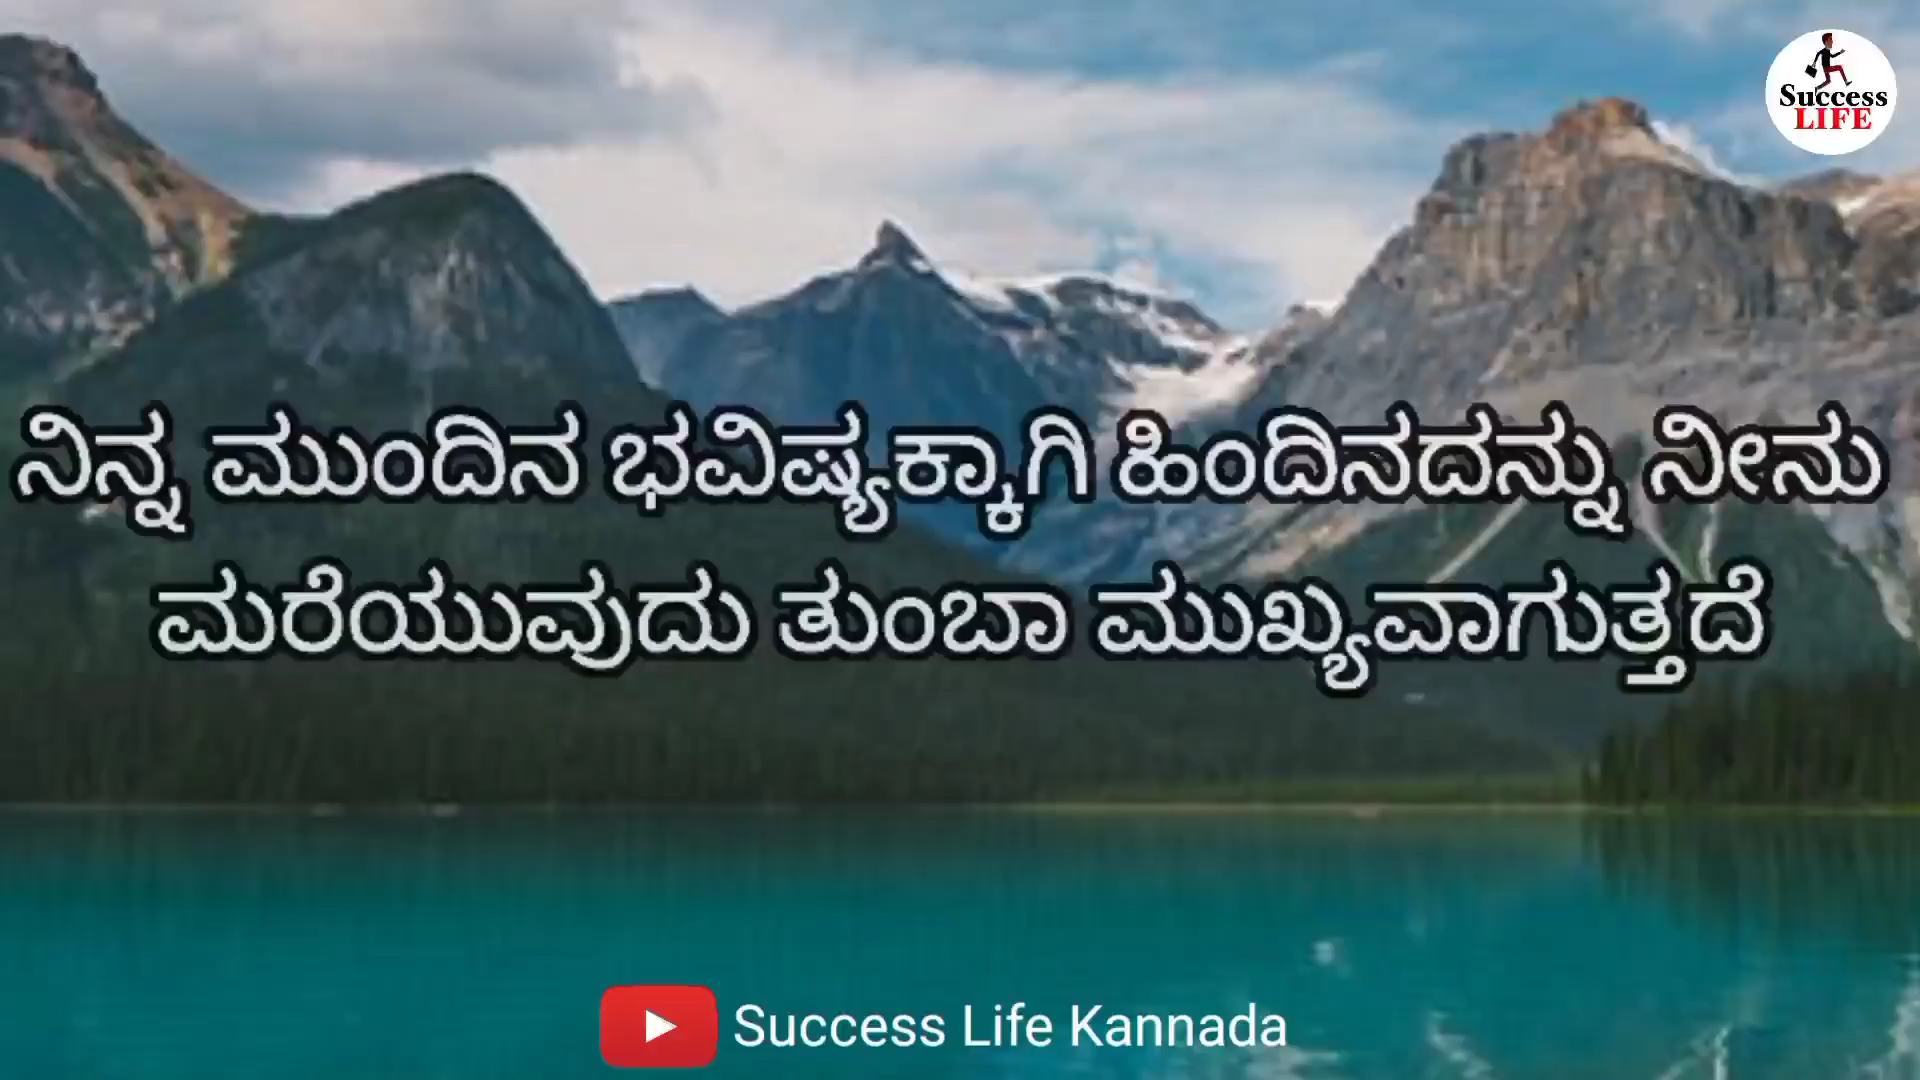 Success
LIFE
ನಿನ್ನ ಮುಂದಿನ ಭವಿಷ್ಯಕ್ಕಾಗಿ ಹಿಂದಿನದನ್ನು ನೀನು
ಮರೆಯುವುದು ತುಂಬಾ ಮುಖ್ಯವಾಗುತ್ತದೆ
Success Life Kannada